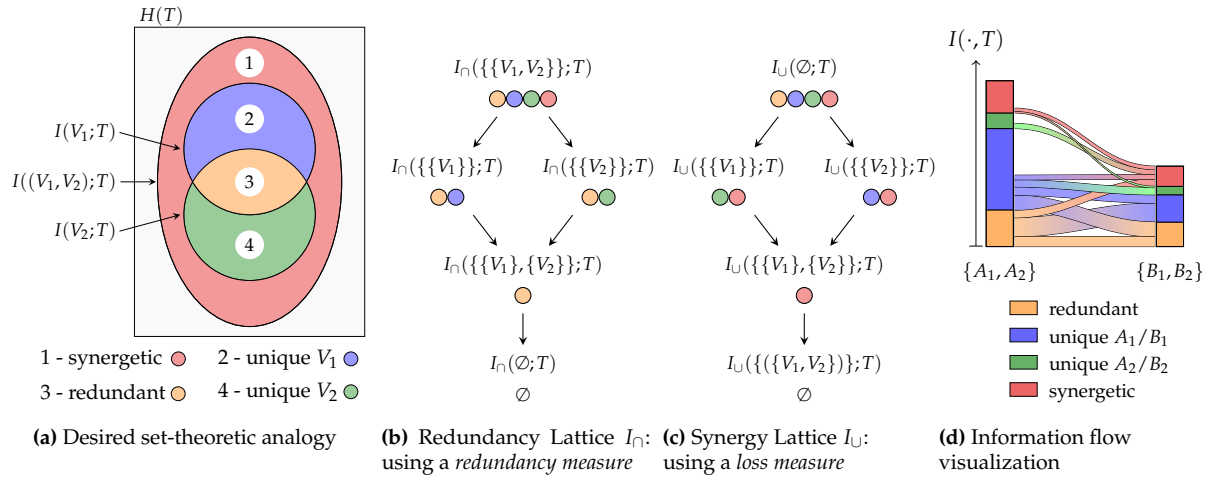 H(T)
1
2
3
4
I(V₁;T)
I((V₁,V₂);T)
I(V₂;T)
1 - synergetic
2 - unique V₁
3 - redundant
4 - unique V₂
(a) Desired set-theoretic analogy
I∩({{V₁,V₂}};T)
I∩({{V₁}};T)
I∩({{V₂}};T)
I∩({{V₁},{V₂}};T)
I∩(∅;T)
∅
(b) Redundancy Lattice I∩:
using a redundancy measure
I∪(∅;T)
I∪({{V₁}};T)
I∪({{V₂}};T)
I∪({{V₁},{V₂}};T)
I∪({({V₁,V₂})};T)
∅
(c) Synergy Lattice I∪:
using a loss measure
I(·,T)
{A₁,A₂}
{B₁,B₂}
redundant
unique A₁/B₁
unique A₂/B₂
synergetic
(d) Information flow
visualization